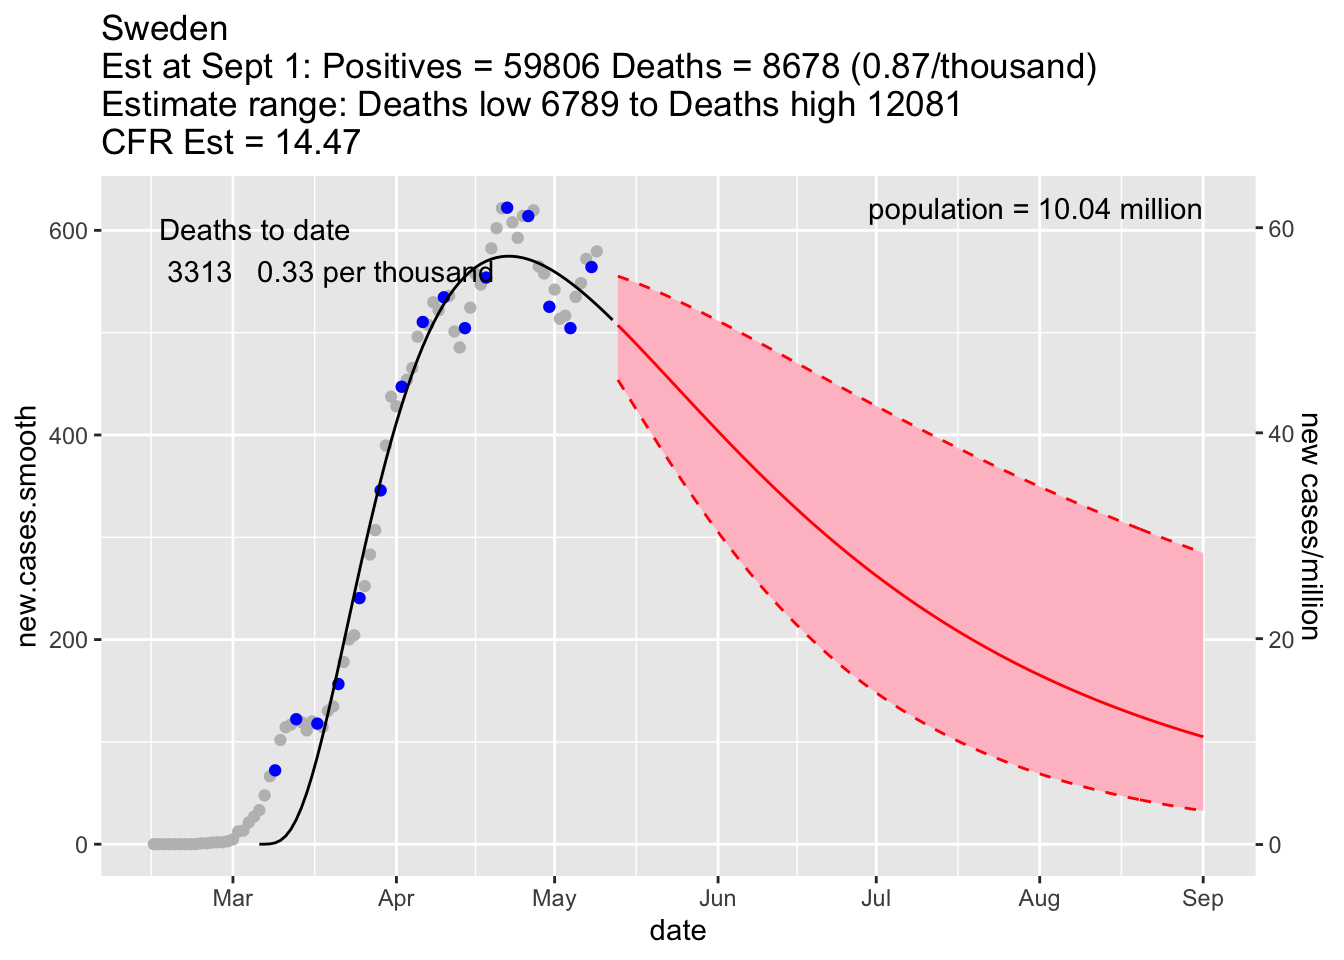 Sweden
Est at Sept 1: Positives = 59806 Deaths = 8678 (0.87/thousand)
Estimate range: Deaths low 6789 to Deaths high 12081
CFR Est = 14.47
Deaths to date
3313 0.33 per thousand
population = 10.04 million
600
400
200
0
new.cases.smooth
60
40
20
0
new cases/million
Mar Apr May Jun Jul Aug Sep
date